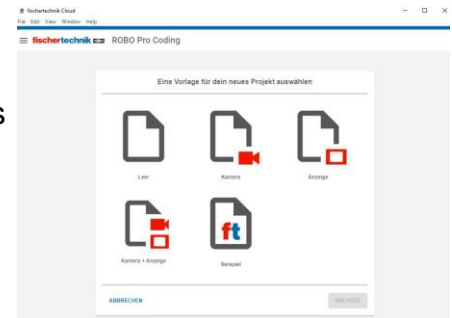 fischertechnik Cloud
File Edit View Window Help
fischertechnik ROBO Pro Coding
Eine Vorlage für dein neues Projekt auswählen
s
Leer Kamera Anzeige
Kamera + Anzeige Beispiel
ft
ABBRECHEN NÄCHSTE